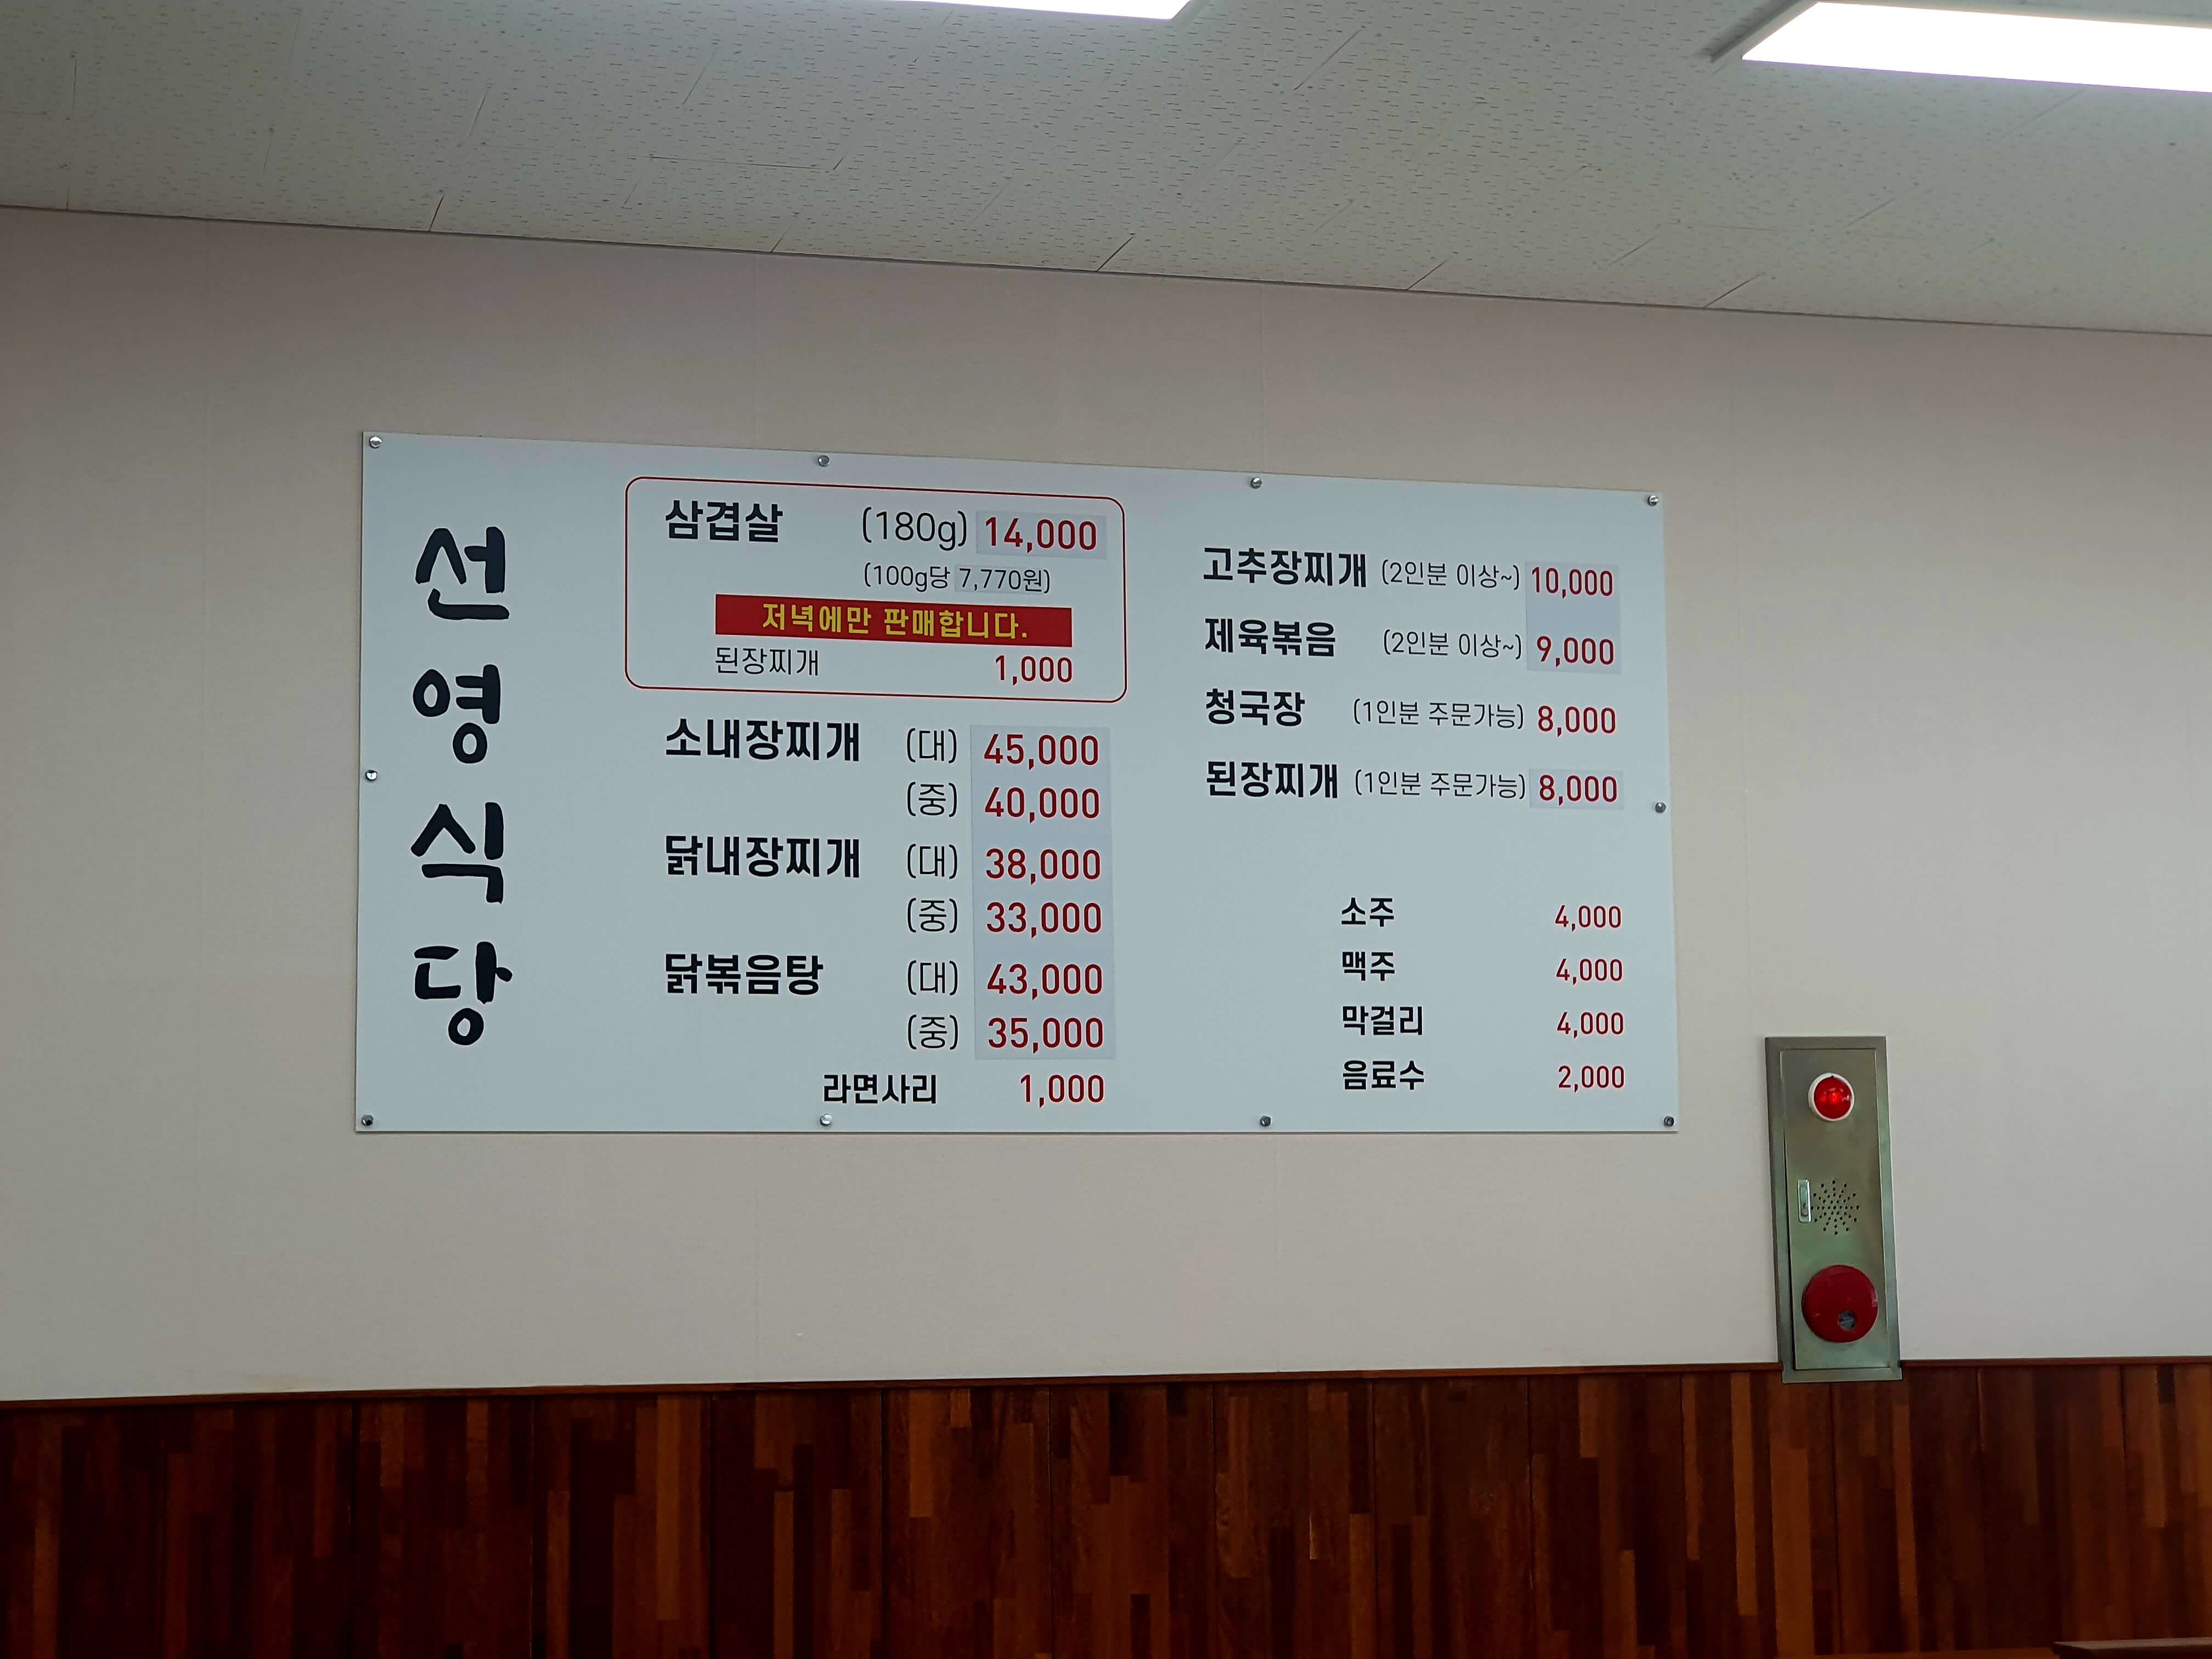 선영식당
삼겹살 (180g) 14,000
(100g당 7,770원)
저녁에만 판매합니다.
된장찌개 1,000
소내장찌개 (대) 45,000
(중) 40,000
닭내장찌개 (대) 38,000
(중) 33,000
닭볶음탕 (대) 43,000
(중) 35,000
라면사리 1,000
고추장찌개 (2인분 이상~) 10,000
제육볶음 (2인분 이상~) 9,000
청국장 (1인분 주문가능) 8,000
된장찌개 (1인분 주문가능) 8,000
소주 4,000
맥주 4,000
막걸리 4,000
음료수 2,000